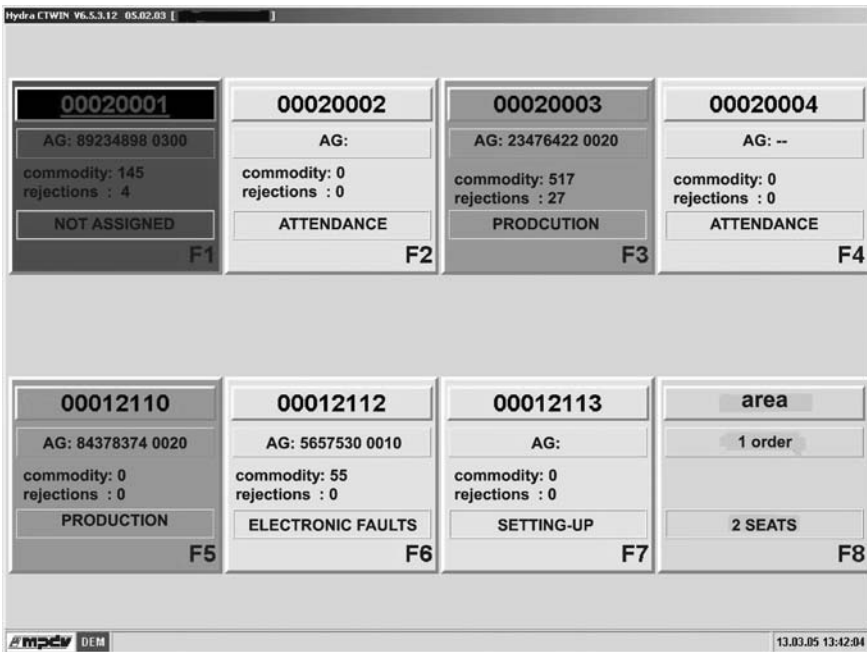 Hydra CTWIN V6.5.3.12 05.02.03 [ ]
00020001
AG: 89234898 0300
commodity: 145
rejections : 4
NOT ASSIGNED
F1
00020002
AG:
commodity: 0
rejections : 0
ATTENDANCE
F2
00020003
AG: 23476422 0020
commodity: 517
rejections : 27
PRODCUTION
F3
00020004
AG: --
commodity: 0
rejections : 0
ATTENDANCE
F4
00012110
AG: 84378374 0020
commodity: 0
rejections : 0
PRODUCTION
F5
00012112
AG: 5657530 0010
commodity: 55
rejections : 0
ELECTRONIC FAULTS
F6
00012113
AG:
commodity: 0
rejections : 0
SETTING-UP
F7
area
1 order
2 SEATS
F8
mpdv DEM 13.03.05 13:42:04